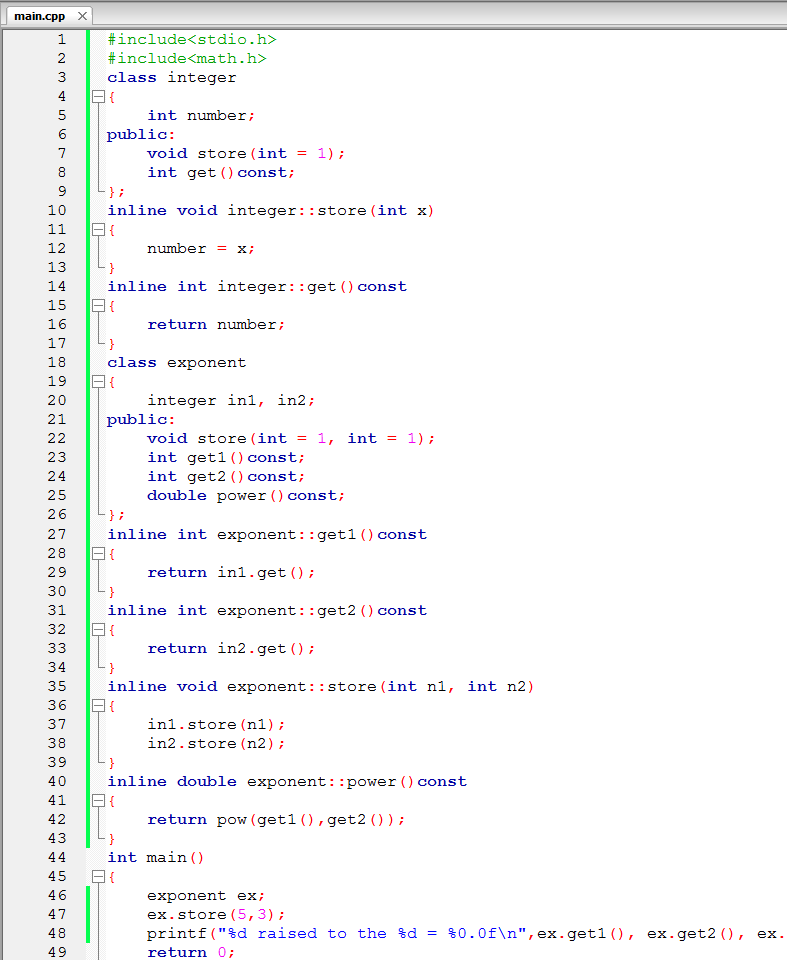 main.cpp
1 #include<stdio.h>
2 #include<math.h>
3 class integer
4 {
5 int number;
6 public:
7 void store(int = 1);
8 int get()const;
9 };
10 inline void integer::store(int x)
11 {
12 number = x;
13 }
14 inline int integer::get()const
15 {
16 return number;
17 }
18 class exponent
19 {
20 integer in1, in2;
21 public:
22 void store(int = 1, int = 1);
23 int get1()const;
24 int get2()const;
25 double power()const;
26 };
27 inline int exponent::get1()const
28 {
29 return in1.get();
30 }
31 inline int exponent::get2()const
32 {
33 return in2.get();
34 }
35 inline void exponent::store(int n1, int n2)
36 {
37 in1.store(n1);
38 in2.store(n2);
39 }
40 inline double exponent::power()const
41 {
42 return pow(get1(),get2());
43 }
44 int main()
45 {
46 exponent ex;
47 ex.store(5,3);
48 printf("%d raised to the %d = %0.0f\n",ex.get1(), ex.get2(), ex.
49 return 0;